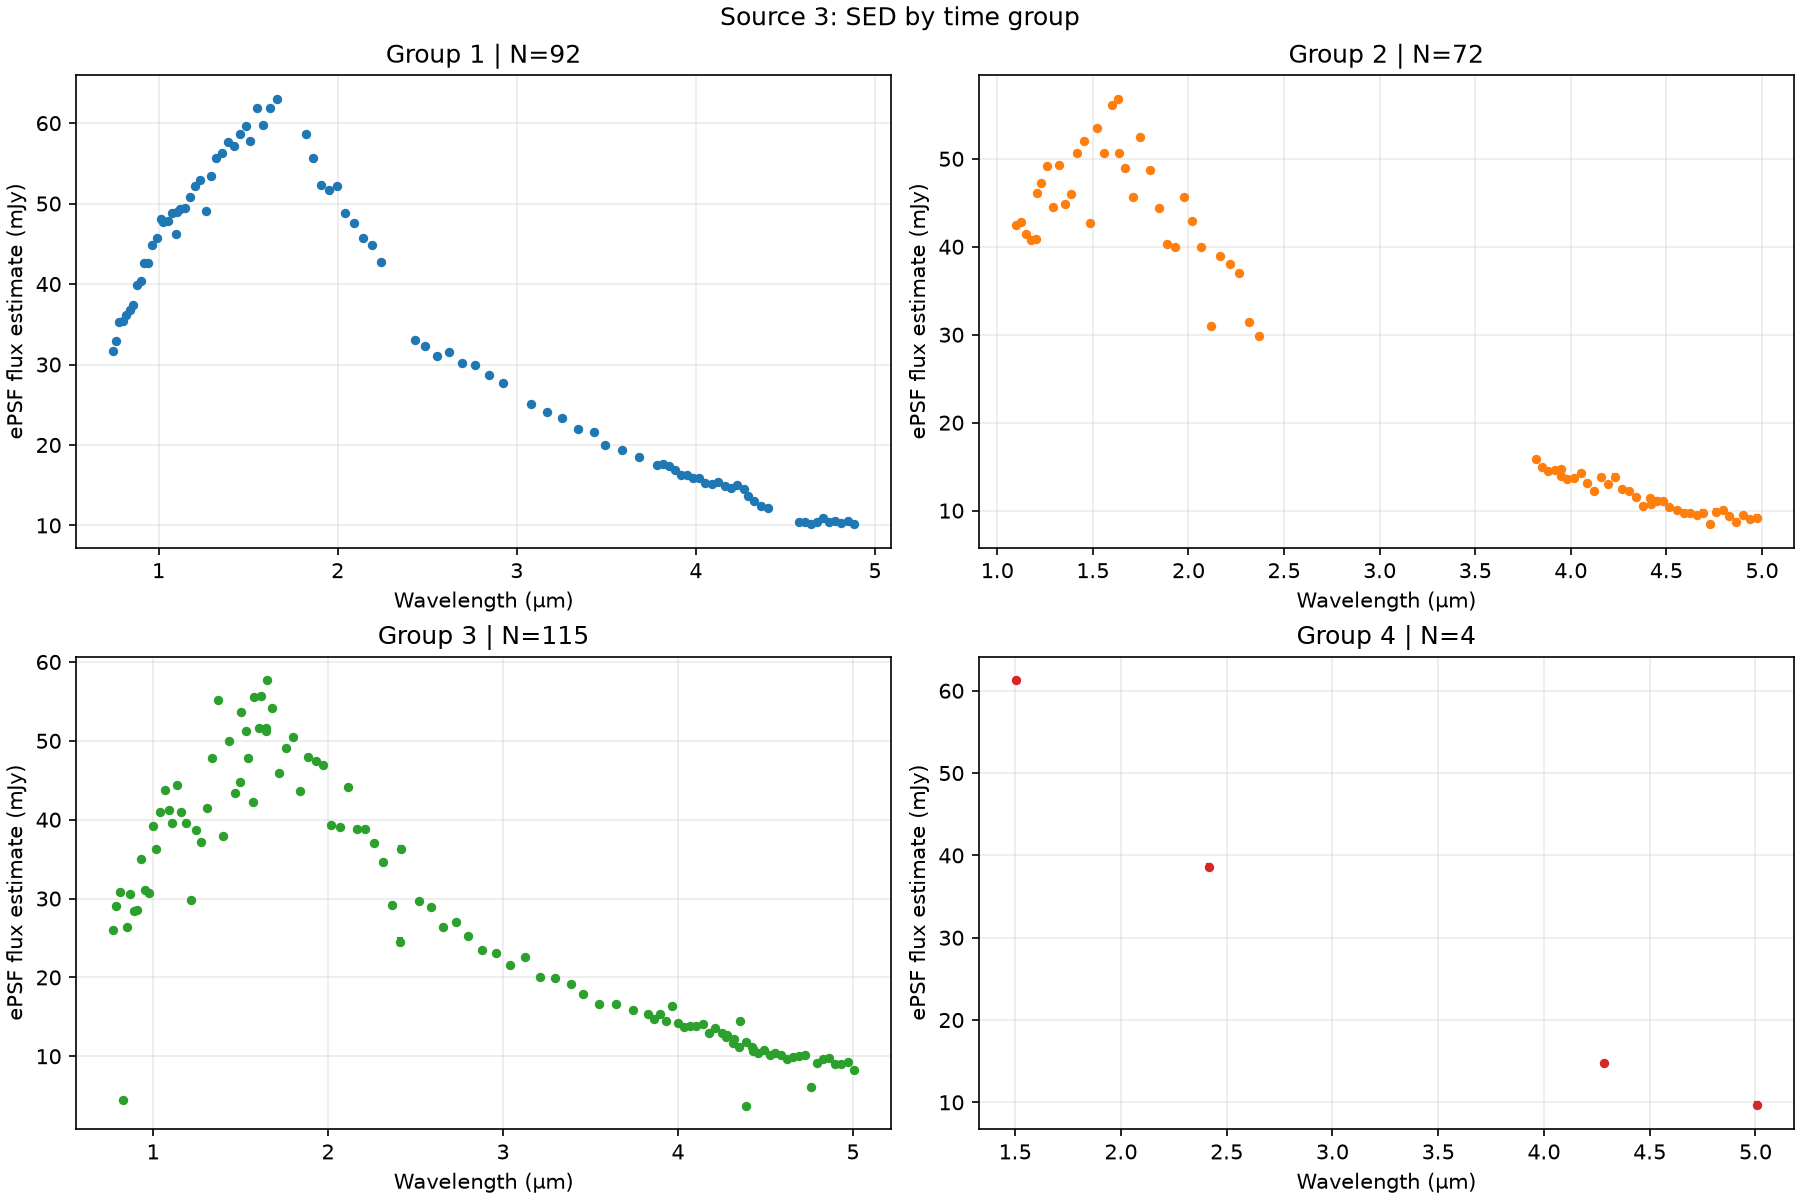 Source 3: SED by time group
Group 1 | N=92
ePSF flux estimate (mJy)
60
50
40
30
20
10
1 2 3 4 5
Wavelength (μm)
Group 2 | N=72
ePSF flux estimate (mJy)
50
40
30
20
10
1.0 1.5 2.0 2.5 3.0 3.5 4.0 4.5 5.0
Wavelength (μm)
Group 3 | N=115
ePSF flux estimate (mJy)
60
50
40
30
20
10
1 2 3 4 5
Wavelength (μm)
Group 4 | N=4
ePSF flux estimate (mJy)
60
50
40
30
20
10
1.5 2.0 2.5 3.0 3.5 4.0 4.5 5.0
Wavelength (μm)